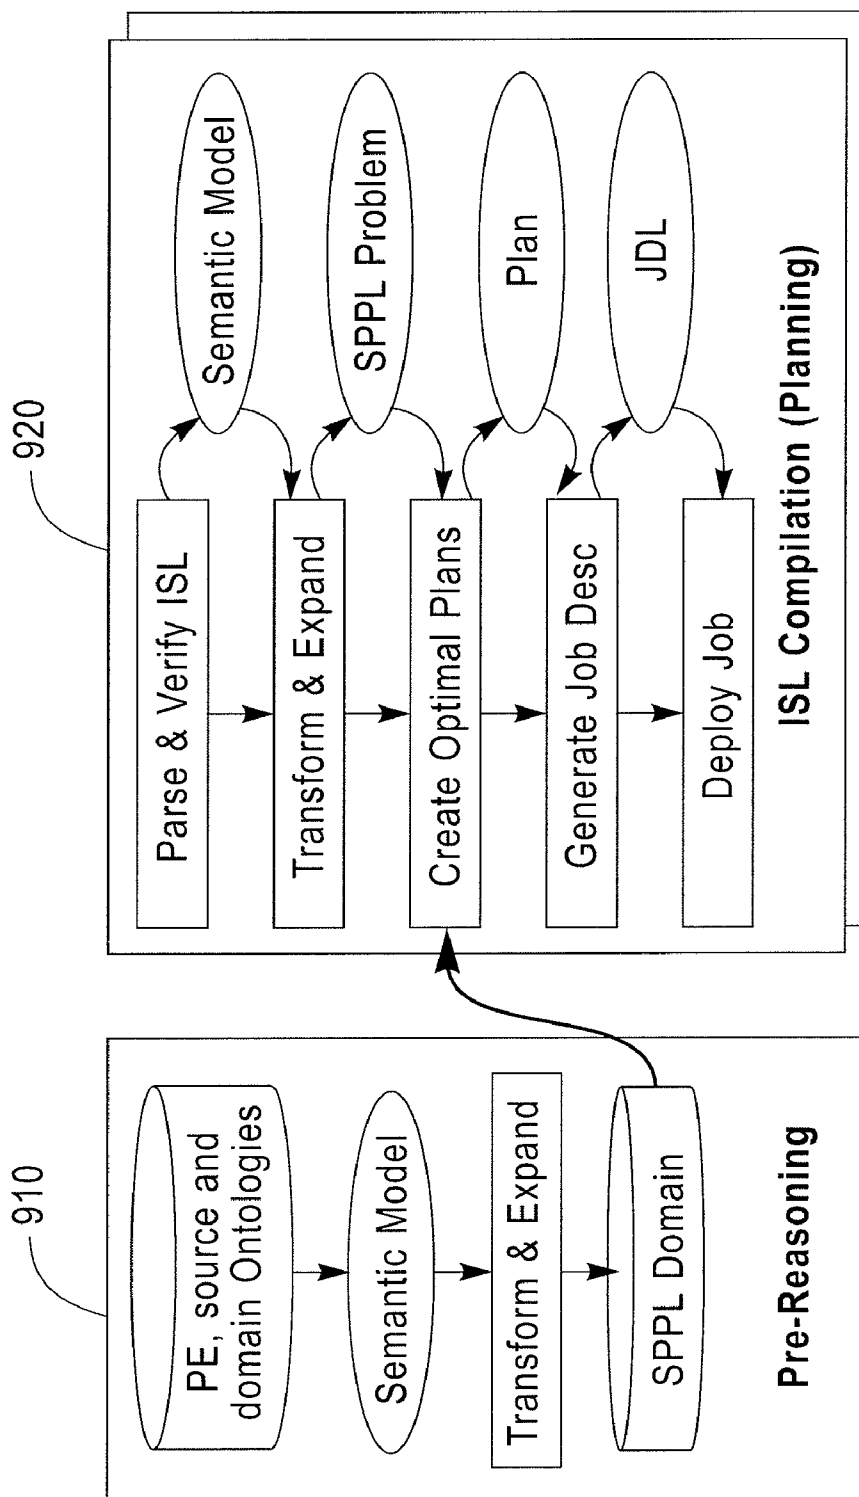 910
PE, source and
domain Ontologies
Semantic Model
Transform & Expand
SPPL Domain
Pre-Reasoning
920
Parse & Verify ISL
Semantic Model
Transform & Expand
SPPL Problem
Create Optimal Plans
Plan
Generate Job Desc
JDL
Deploy Job
ISL Compilation (Planning)